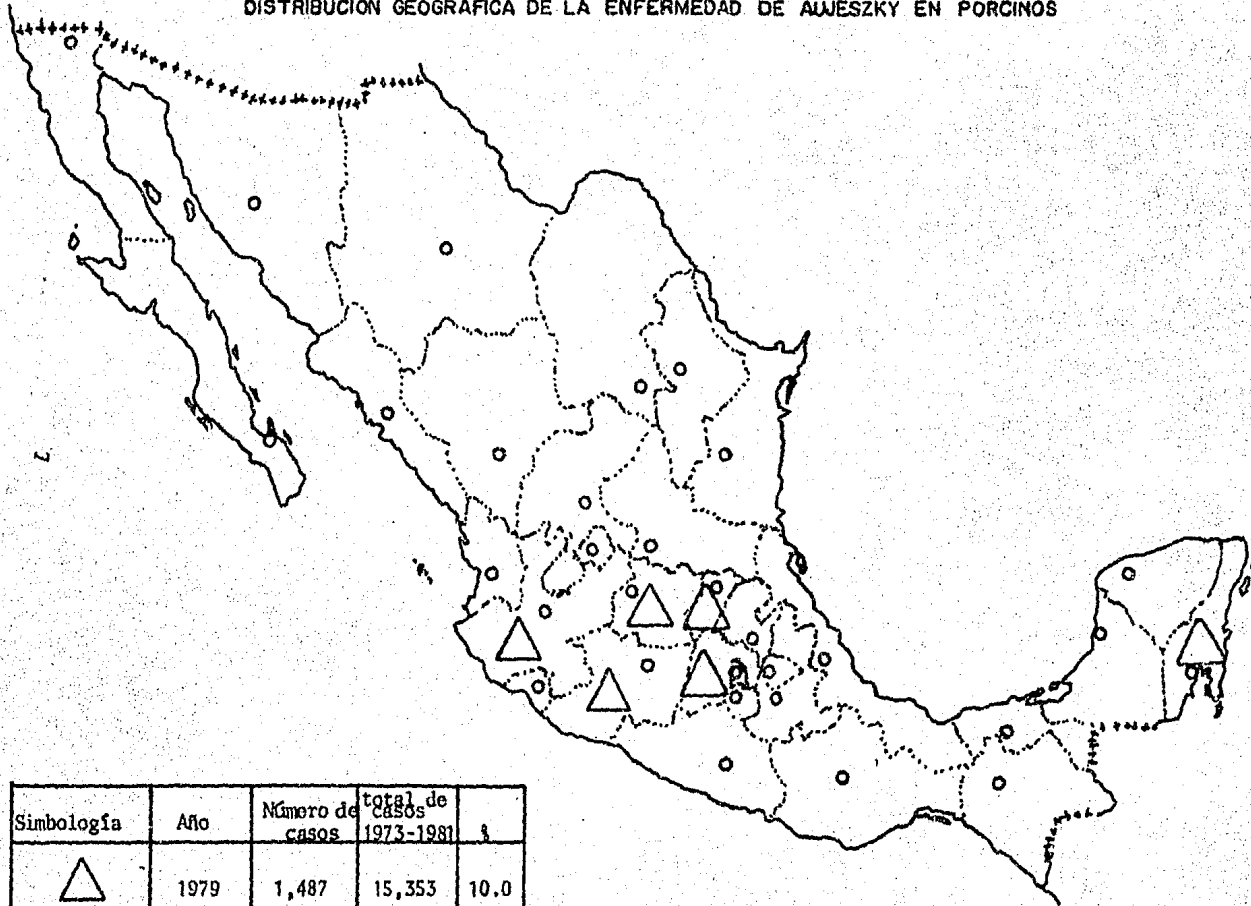 DISTRIBUCION GEOGRAFICA DE LA ENFERMEDAD DE AUJESZKY EN PORCINOS
Simbología Año Número de casos total de casos 1973-1981 %
1979 1,487 15,353 10.0